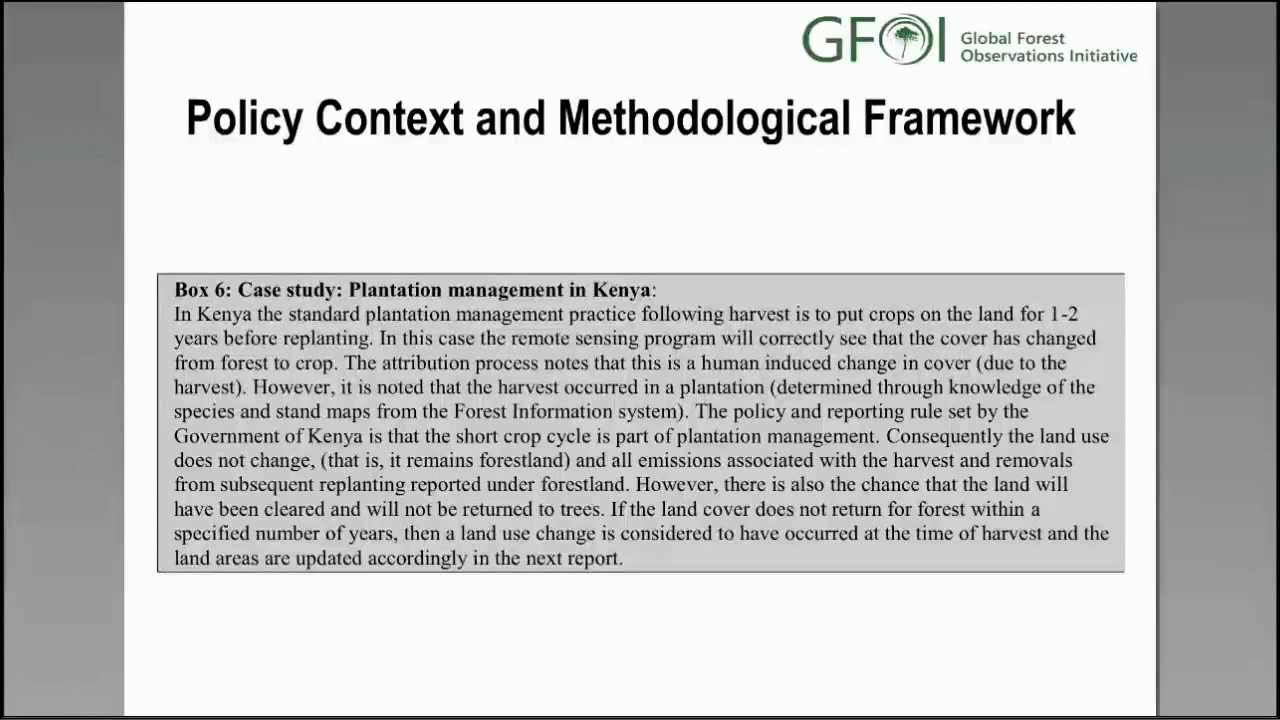 GFOI Global Forest
Observations Initiative
Policy Context and Methodological Framework
Box 6: Case study: Plantation management in Kenya:
In Kenya the standard plantation management practice following harvest is to put crops on the land for 1-2
years before replanting. In this case the remote sensing program will correctly see that the cover has changed
from forest to crop. The attribution process notes that this is a human induced change in cover (due to the
harvest). However, it is noted that the harvest occurred in a plantation (determined through knowledge of the
species and stand maps from the Forest Information system). The policy and reporting rule set by the
Government of Kenya is that the short crop cycle is part of plantation management. Consequently the land use
does not change, (that is, it remains forestland) and all emissions associated with the harvest and removals
from subsequent replanting reported under forestland. However, there is also the chance that the land will
have been cleared and will not be returned to trees. If the land cover does not return for forest within a
specified number of years, then a land use change is considered to have occurred at the time of harvest and the
land areas are updated accordingly in the next report.